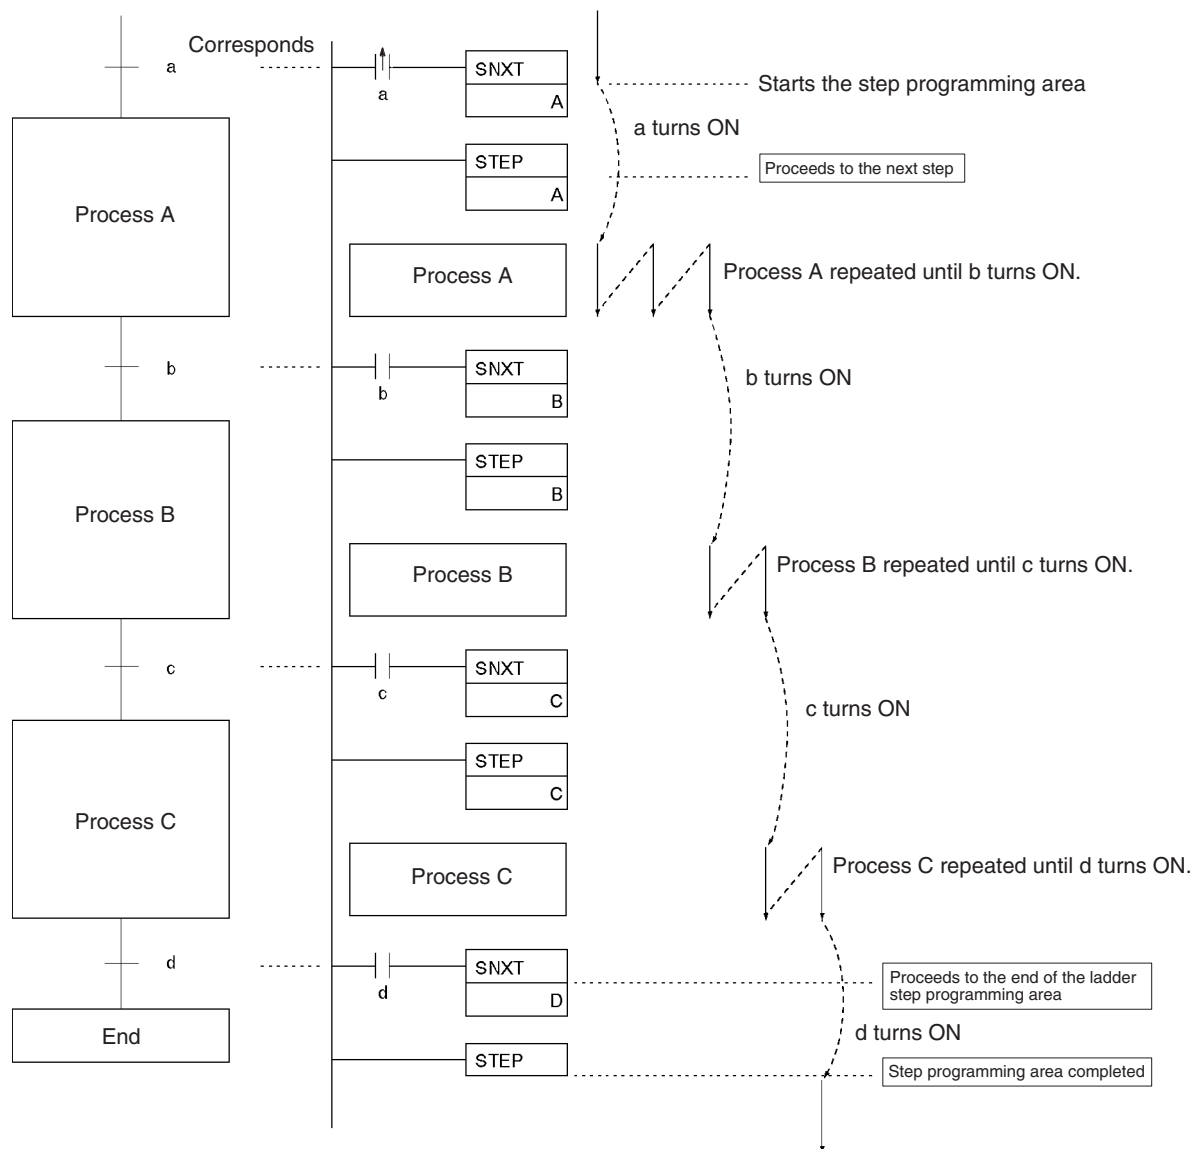 Corresponds
a
a
SNXT
A
Starts the step programming area
a turns ON
STEP
A
Proceeds to the next step
Process A
Process A
Process A repeated until b turns ON.
b
b
SNXT
B
b turns ON
STEP
B
Process B
Process B
Process B repeated until c turns ON.
c
c
SNXT
C
c turns ON
STEP
C
Process C
Process C
Process C repeated until d turns ON.
d
d
SNXT
D
Proceeds to the end of the ladder
step programming area
End
d turns ON
STEP
Step programming area completed